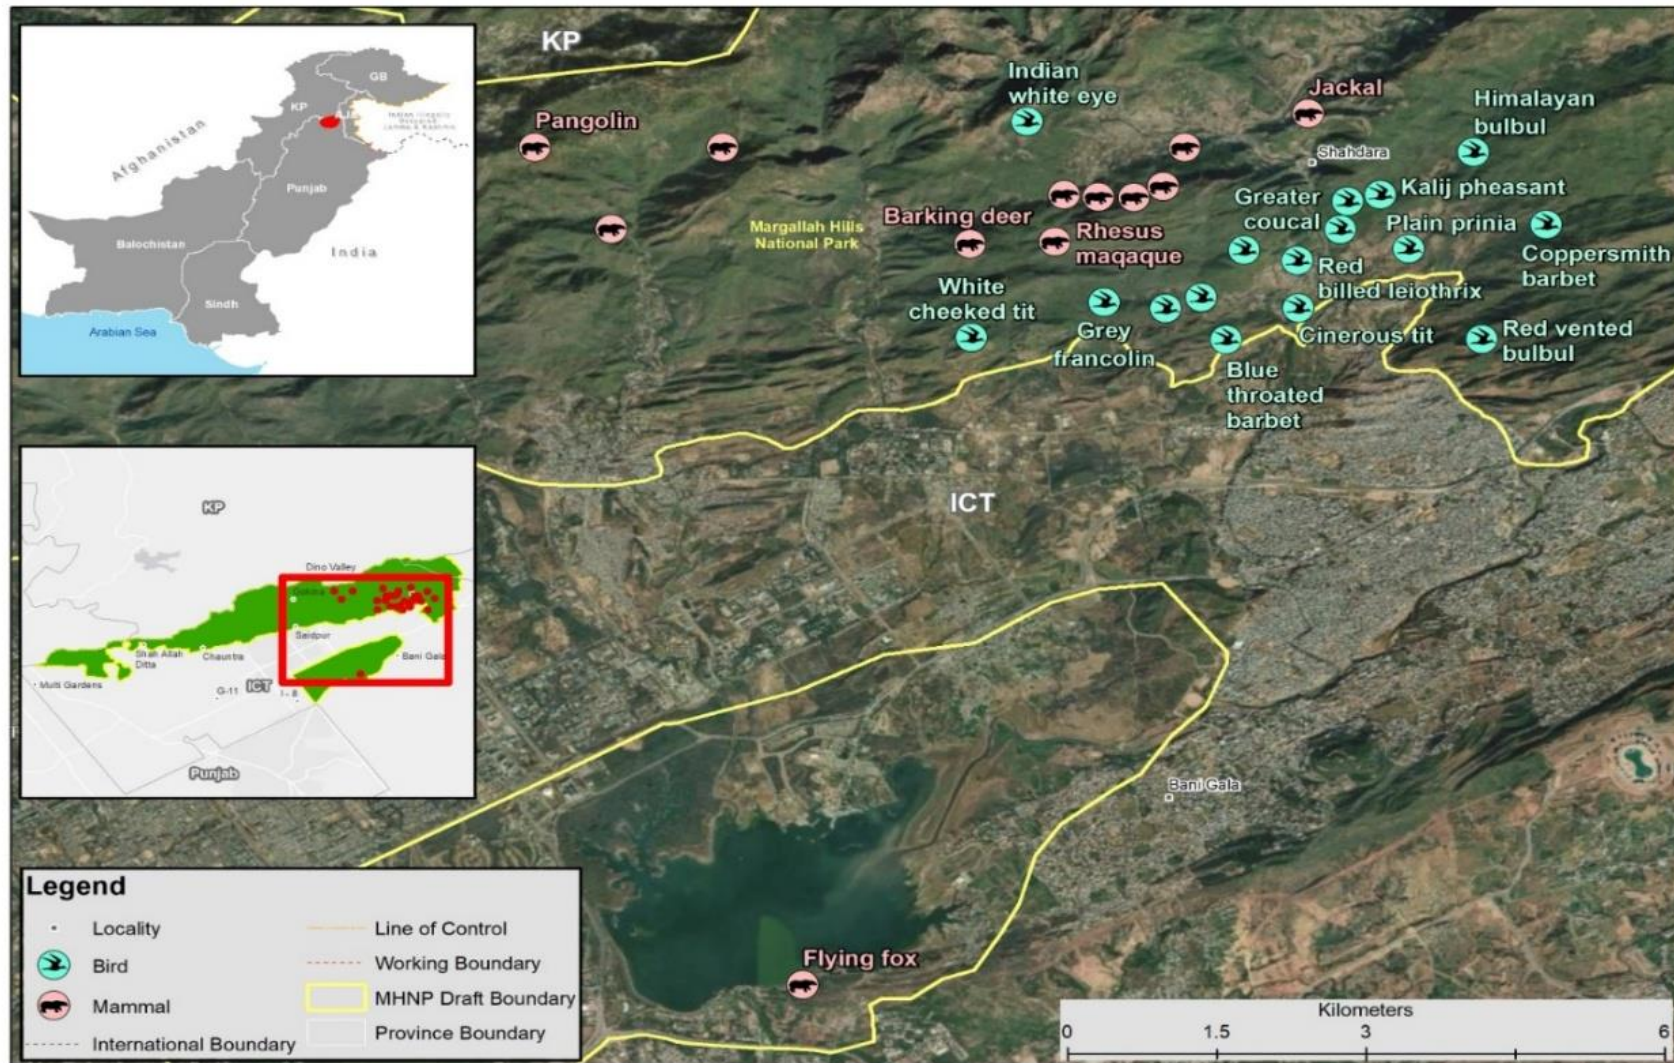 KP
GB
KP
AJK
Afghanistan
Punjab
Balochistan
India
Sindh
Arabian Sea
KP
Dino Valley
Saidpur
Shah Allah
Ditta
Chauntra
Bani Gala
Multi Gardens
G-11
ICT
I - 8
Punjab
Indian
white eye
Jackal
Himalayan
bulbul
Pangolin
Shahdara
Greater
coucal
Kalij pheasant
Margallah Hills
National Park
Barking deer
Rhesus
maqaque
Plain prinia
Coppersmith
barbet
Red
billed leiothrix
White
cheeked tit
Grey
francolin
Cinerous tit
Red vented
bulbul
Blue
throated
barbet
ICT
Bani Gala
Flying fox
Legend
Locality
Bird
Mammal
International Boundary
Line of Control
Working Boundary
MHNP Draft Boundary
Province Boundary
Kilometers
0 1.5 3 6